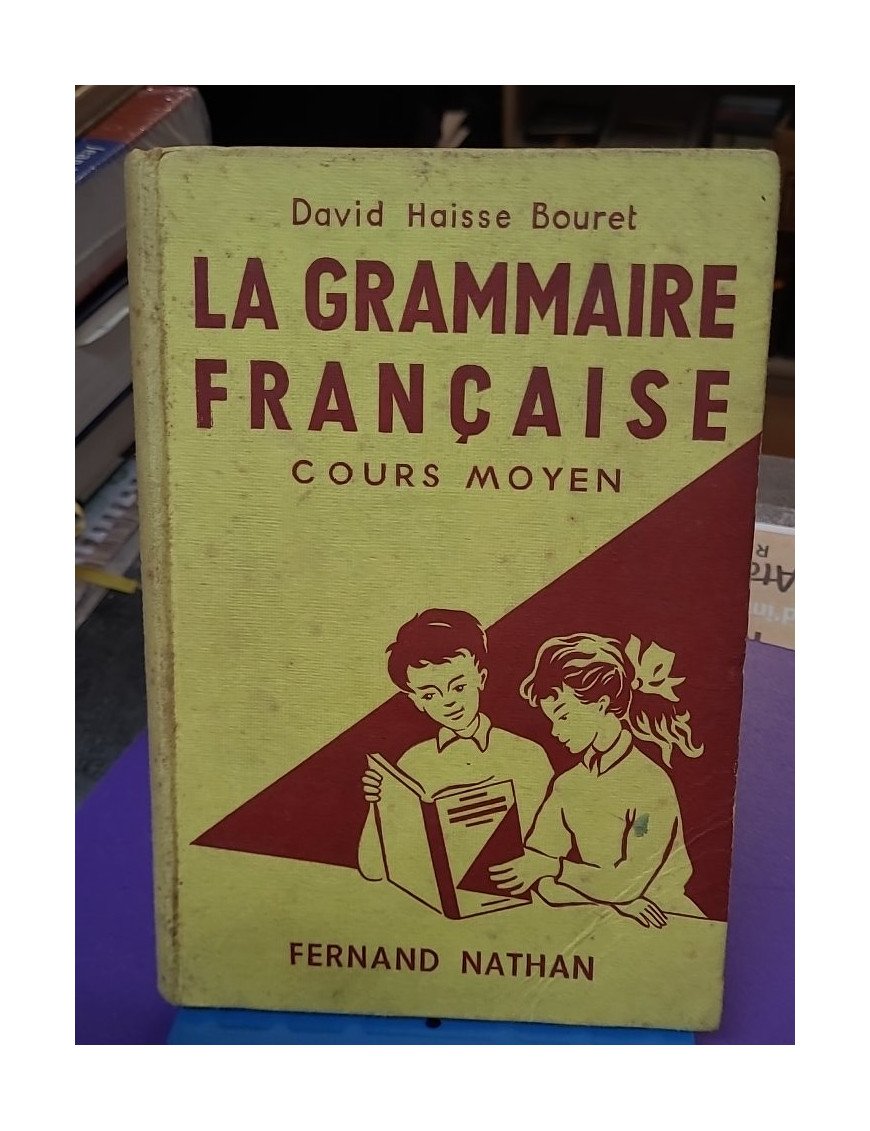 David Haisse Bouret
LA GRAMMAIRE
FRANÇAISE
COURS MOYEN
FERNAND NATHAN